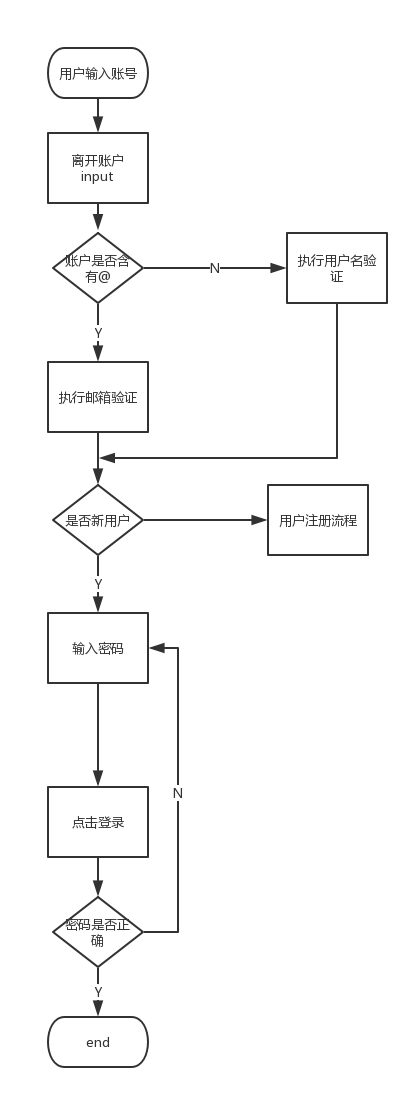 用户输入账号
离开账户
input
账户是否含
有@
N
执行用户名验
证
Y
执行邮箱验证
是否新用户
用户注册流程
Y
输入密码
N
点击登录
密码是否正
确
Y
end